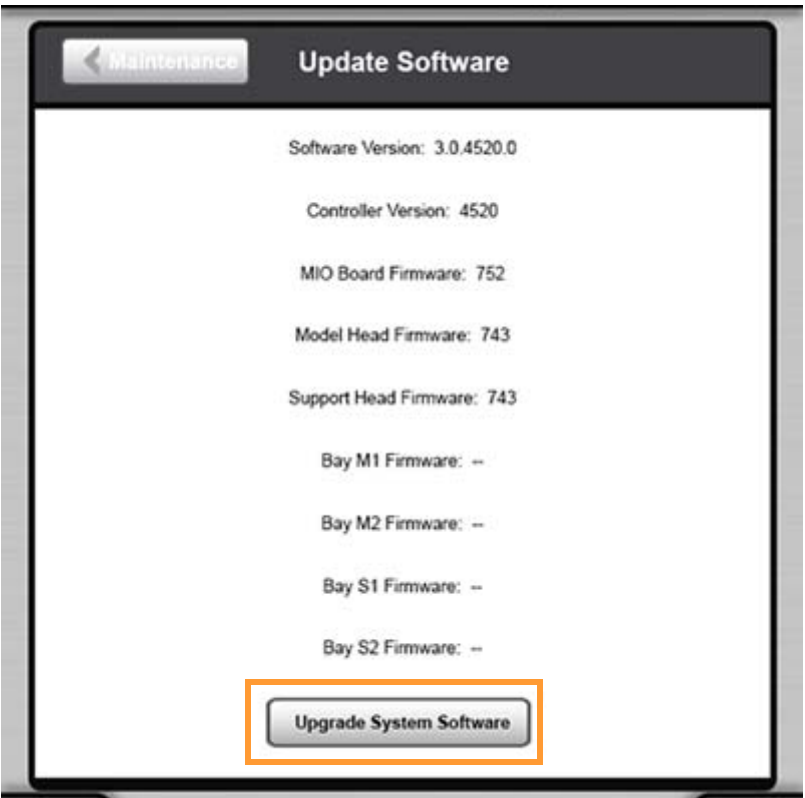 Maintenance
Update Software
Software Version: 3.0.4520.0
Controller Version: 4520
MIO Board Firmware: 752
Model Head Firmware: 743
Support Head Firmware: 743
Bay M1 Firmware: --
Bay M2 Firmware: --
Bay S1 Firmware: --
Bay S2 Firmware: --
Upgrade System Software